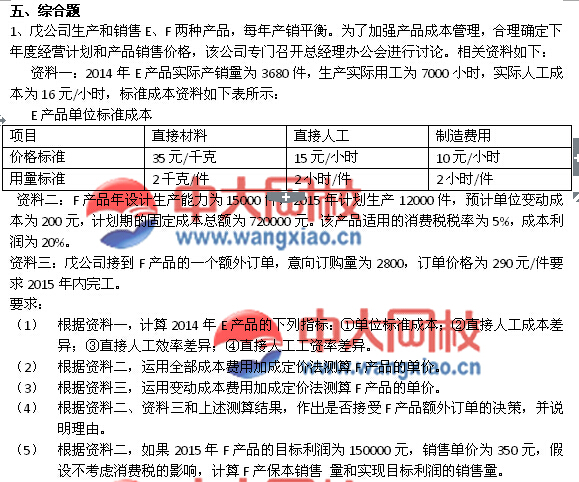 五、综合题
1、戊公司生产和销售 E、F 两种产品，每年产销平衡。为了加强产品成本管理，合理确定下
年度经营计划和产品销售价格，该公司专门召开总经理办公会进行讨论。相关资料如下：
资料一：2014 年 E 产品实际产销量为 3680 件，生产实际用工为 7000 小时，实际人工成
本为 16 元/小时，标准成本资料如下表所示：
E 产品单位标准成本
项目 直接材料 直接人工 制造费用
价格标准 35 元/千克 15 元/小时 10 元/小时
用量标准 2 千克/件 2 小时/件 2 小时/件
资料二：F 产品年设计生产能力为 15000 件，2015 年计划生产 12000 件，预计单位变动成
本为 200 元，计划期的固定成本总额为 720000 元。该产品适用的消费税税率为 5%，成本利
润为 20%。
资料三：戊公司接到 F 产品的一个额外订单，意向订购量为 2800，订单价格为 290 元/件要
求 2015 年内完工。
要求：
（1） 根据资料一，计算 2014 年 E 产品的下列指标：①单位标准成本；②直接人工成本差
异；③直接人工效率差异；④直接人工工资率差异。
（2） 根据资料二，运用全部成本费用加成定价法测算 F 产品的单价。
（3） 根据资料三，运用变动成本费用加成定价法测算 F 产品的单价。
（4） 根据资料二、资料三和上述测算结果，作出是否接受 F 产品额外订单的决策，并说
明理由。
（5） 根据资料二，如果 2015 年 F 产品的目标利润为 150000 元，销售单价为 350 元，假
设不考虑消费税的影响，计算 F 产保本销售 量和实现目标利润的销售量。
中大网校
www.wangxiao.cn
中大网校
www.wangxiao.cn